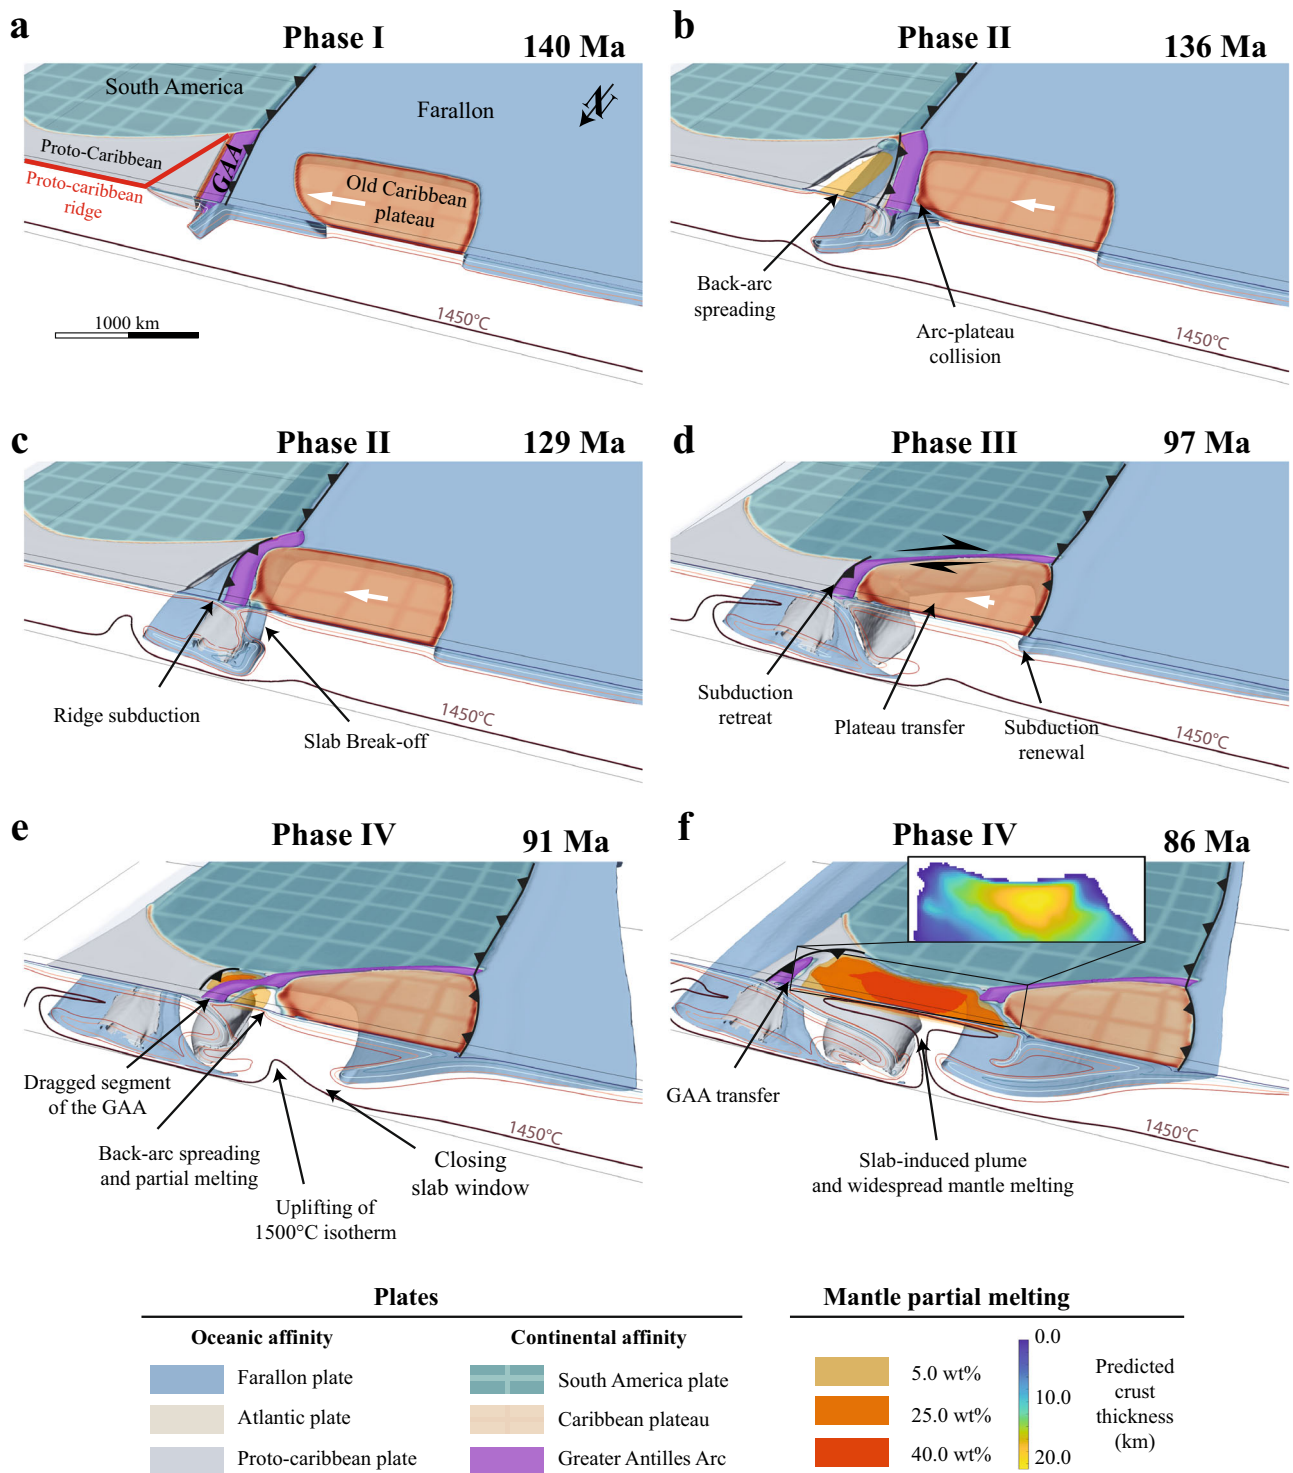 a
Phase I
140 Ma
South America
Farallon
N
Proto-Caribbean
GAA
Proto-caribbean
ridge
Old Caribbean
plateau
1450°C
1000 km
b
Phase II
136 Ma
Back-arc
spreading
Arc-plateau
collision
1450°C
c
Phase II
129 Ma
Ridge subduction
Slab Break-off
1450°C
d
Phase III
97 Ma
Subduction
retreat
Plateau transfer
Subduction
renewal
1450°C
e
Phase IV
91 Ma
Dragged segment
of the GAA
Back-arc spreading
and partial melting
Uplifting of
1500°C isotherm
Closing
slab window
1450°C
f
Phase IV
86 Ma
GAA transfer
Slab-induced plume
and widespread mantle melting
1450°C
Plates
Oceanic affinity
Continental affinity
Farallon plate
South America plate
Atlantic plate
Caribbean plateau
Proto-caribbean plate
Greater Antilles Arc
Mantle partial melting
5.0 wt%
25.0 wt%
40.0 wt%
0.0
10.0
20.0
Predicted
crust
thickness
(km)